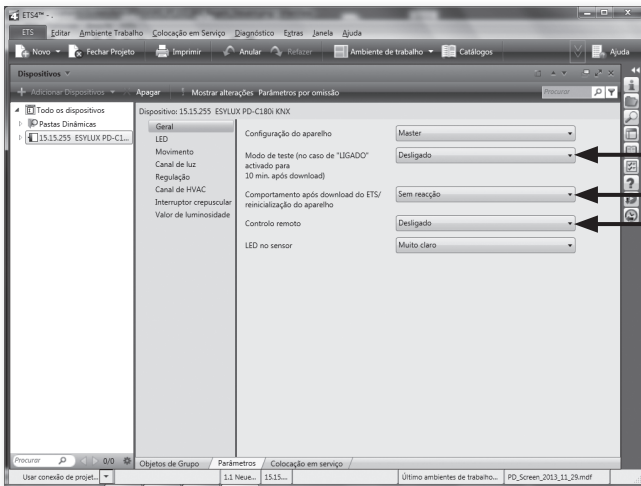 ETS4™ - .
ETS Editar Ambiente Trabalho Colocação em Serviço Diagnóstico Extras Janela Ajuda
Novo Fechar Projeto Imprimir Anular Refazer Ambiente de trabalho Catálogos Ajuda
Dispositivos
Adicionar Dispositivos Apagar Mostrar alterações Parâmetros por omissão Procurar
Todo os dispositivos
Pastas Dinâmicas
15.15.255 ESYLUX PD-C1...
Dispositivo: 15.15.255 ESYLUX PD-C180i KNX
Geral
LED
Movimento
Canal de luz
Regulação
Canal de HVAC
Interruptor crepuscular
Valor de luminosidade
Configuração do aparelho Master
Modo de teste (no caso de "LIGADO" Desligado
activado para
10 min. após download)
Comportamento após download do ETS/ Sem reacção
reinicialização do aparelho
Controlo remoto Desligado
LED no sensor Muito claro
Procurar 0/0
Objetos de Grupo Parâmetros Colocação em serviço
Usar conexão de projet... 1.1 Neue... 15.15... Último ambientes de trabalho... PD_Screen_2013_11_29.mdf